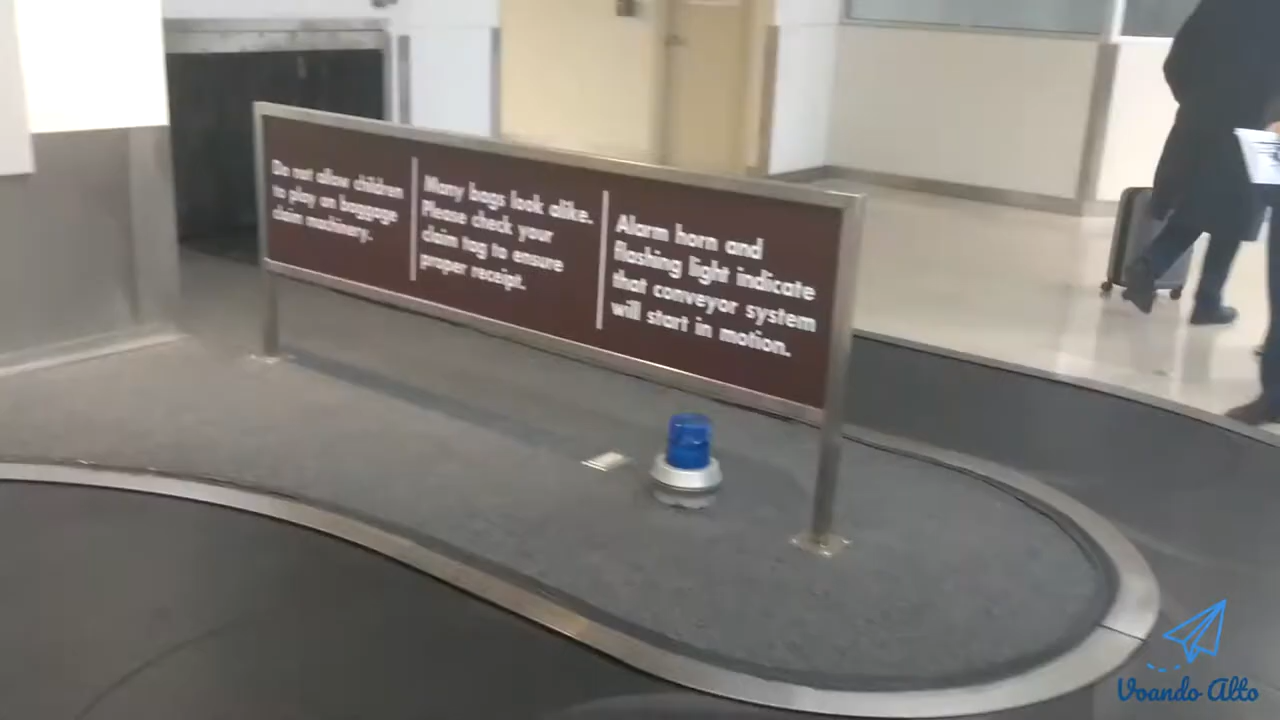 Do not allow children
to play on baggage
claim machinery.
Many bags look alike.
Please check your
claim tag to ensure
proper receipt.
Alarm horn and
flashing light indicate
that conveyor system
will start in motion.
Voando Alto